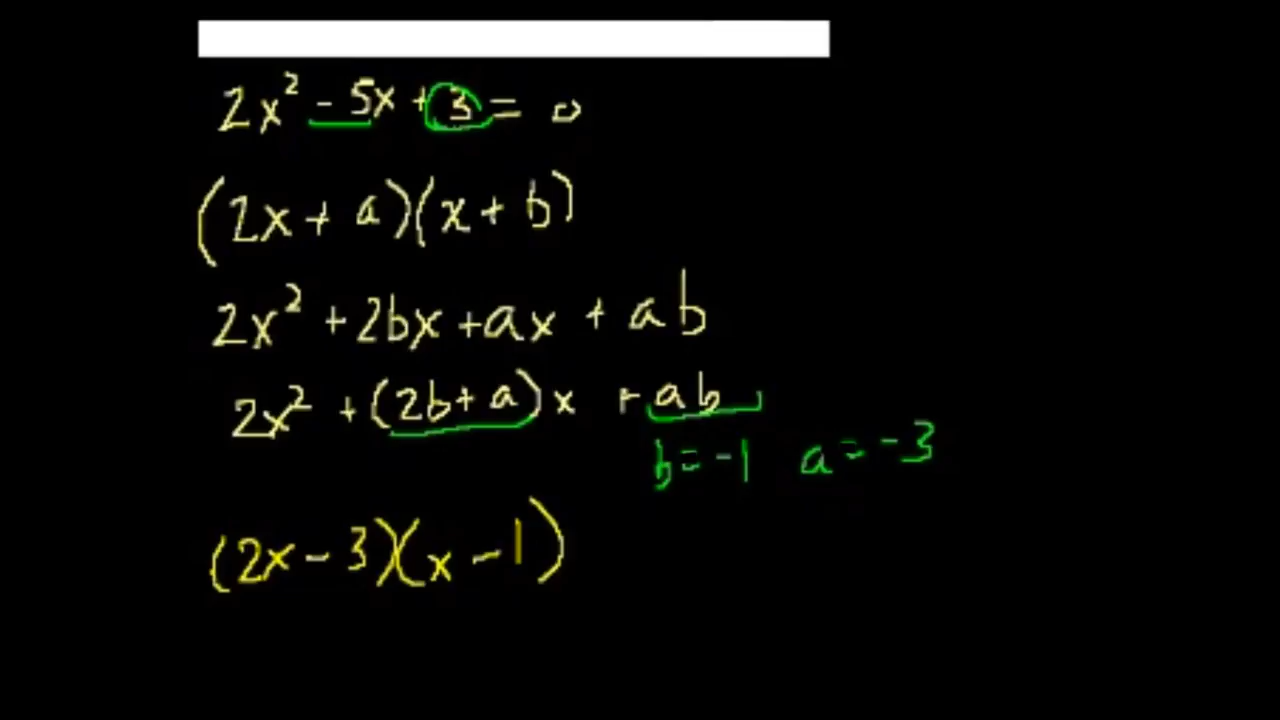 2x² - 5x + 3 = 0
(2x + a)(x + b)
2x² + 2bx + ax + ab
2x² + (2b + a)x + ab
b = -1 a = -3
(2x - 3)(x - 1)